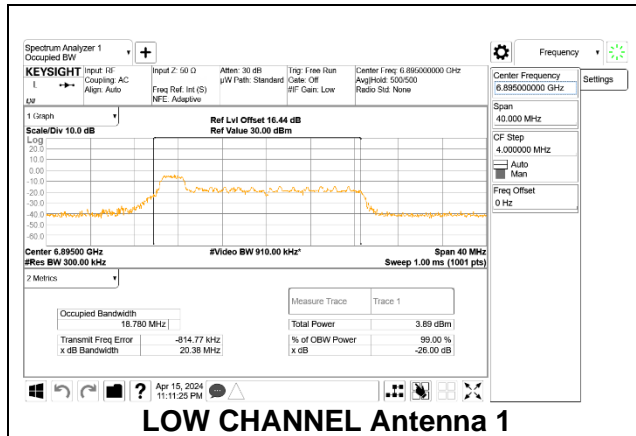 Spectrum Analyzer 1
Occupied BW
Frequency
KEYSIGHT
Input: RF
Coupling: AC
Align: Auto
Input Z: 50 Ω
Freq Ref: Int (S)
NFE: Adaptive
Atten: 30 dB
µW Path: Standard
Trig: Free Run
Gate: Off
#IF Gain: Low
Center Freq: 6.895000000 GHz
Avg|Hold: 500/500
Radio Std: None
Center Frequency
6.895000000 GHz
Settings
Span
40.000 MHz
CF Step
4.000000 MHz
Auto
Man
Freq Offset
0 Hz
1 Graph
Scale/Div 10.0 dB
Ref Lvl Offset 16.44 dB
Ref Value 30.00 dBm
Log
20.0
10.0
0.00
-10.0
-20.0
-30.0
-40.0
-50.0
-60.0
Center 6.89500 GHz
#Video BW 910.00 kHz*
Span 40 MHz
#Res BW 300.00 kHz
Sweep 1.00 ms (1001 pts)
2 Metrics
Occupied Bandwidth
18.780 MHz
Transmit Freq Error -814.77 kHz
x dB Bandwidth 20.38 MHz
Measure Trace Trace 1
Total Power 3.89 dBm
% of OBW Power 99.00 %
x dB -26.00 dB
Apr 15, 2024
11:11:25 PM
LOW CHANNEL Antenna 1